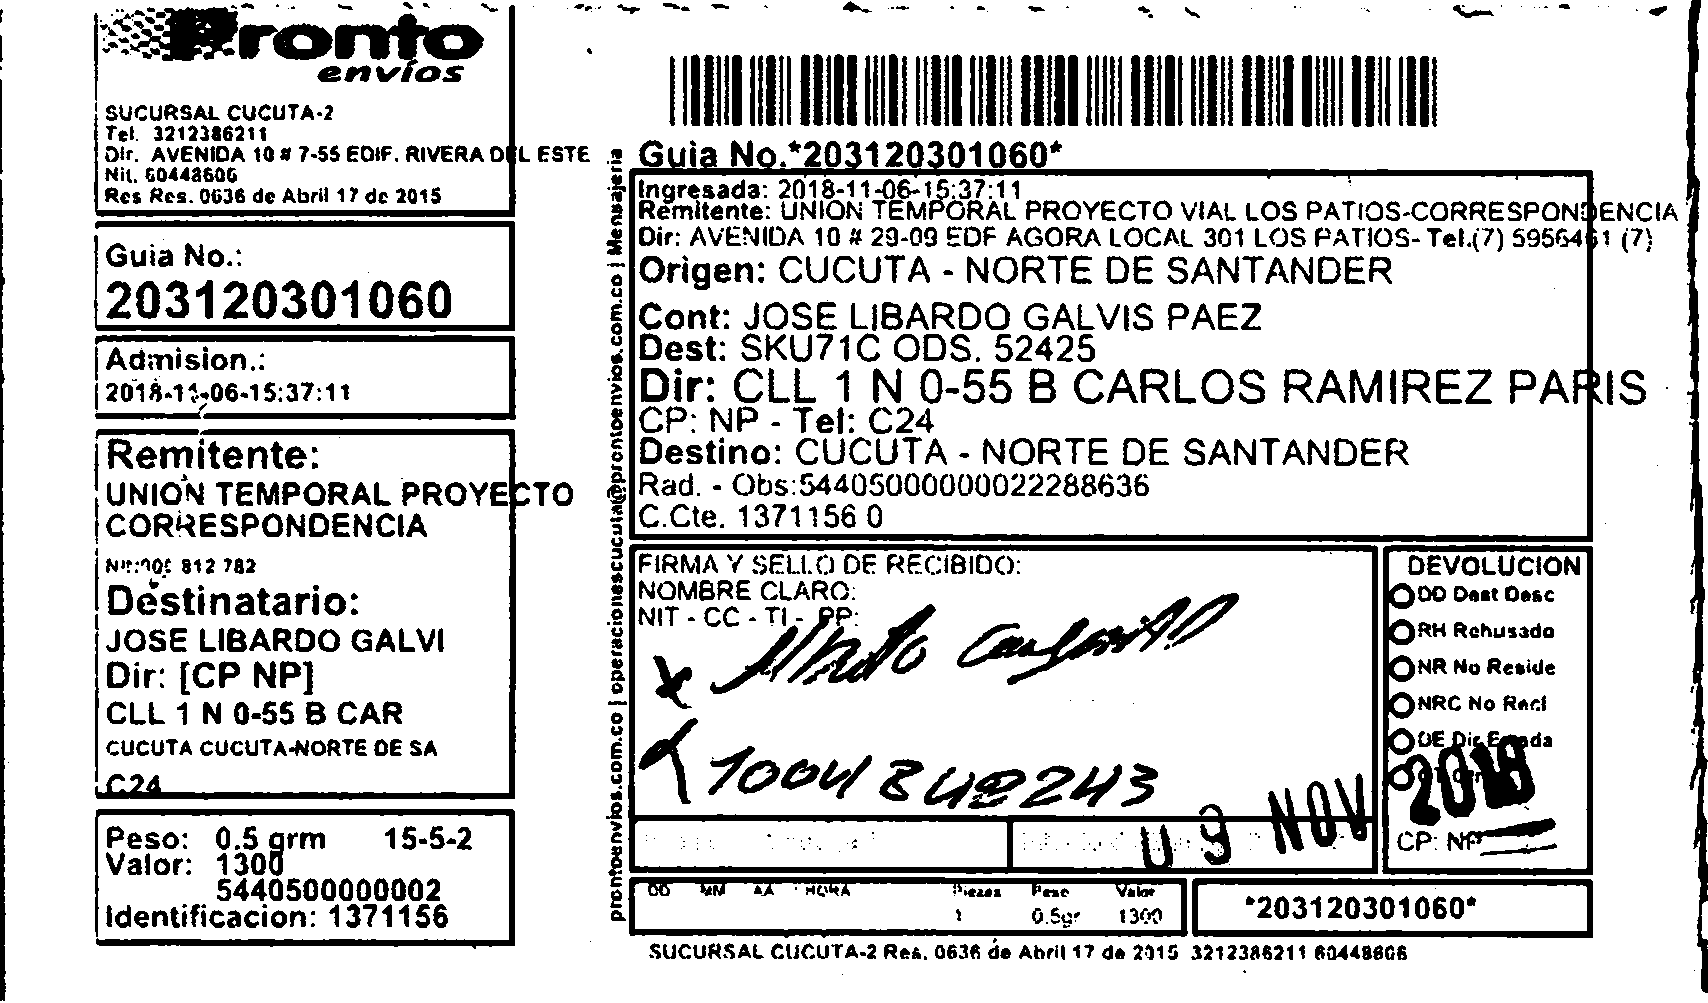 Pronto
envíos
SUCURSAL CUCUTA-2
Tel. 3212386211
Dir. AVENIDA 10 # 7-55 EDIF. RIVERA DEL ESTE
Nit. 60448606
Res Res. 0636 de Abril 17 de 2015
Guia No.:
203120301060
Admision.:
2018-11-06-15:37:11
Remitente:
UNION TEMPORAL PROYECTO
CORRESPONDENCIA
812 782
Destinatario:
JOSE LIBARDO GALVI
Dir: [CP NP]
CLL 1 N 0-55 B CAR
CUCUTA CUCUTA-NORTE DE SA
C24
Peso: 0.5 grm 15-5-2
Valor: 1300
5440500000002
Identificacion: 1371156
prontoenvios.com.co | operacionescucuta@prontoenvios.com.co | Mensajeria
Guia No.*203120301060*
Ingresada: 2018-11-06-15:37:11
Remitente: UNION TEMPORAL PROYECTO VIAL LOS PATIOS-CORRESPONDENCIA
Dir: AVENIDA 10 # 29-09 EDF AGORA LOCAL 301 LOS PATIOS- Tel.(7) 5956461 (7)
Origen: CUCUTA - NORTE DE SANTANDER
Cont: JOSE LIBARDO GALVIS PAEZ
Dest: SKU71C ODS. 52425
Dir: CLL 1 N 0-55 B CARLOS RAMIREZ PARIS
CP: NP - Tel: C24
Destino: CUCUTA - NORTE DE SANTANDER
Rad. - Obs:54405000000022288636
C.Cte. 1371156 0
FIRMA Y SELLO DE RECIBIDO:
NOMBRE CLARO:
NIT - CC - TI - PP:
1004848243
09 NOV 2018
DEVOLUCION
DD Dest Desc
RH Rehusado
NR No Reside
NRC No Recl
DE Dir Errada
CP: NP
DD MM AA HORA Piezas Peso Valor
1 0.5gr 1300
*203120301060*
SUCURSAL CUCUTA-2 Res. 0636 de Abril 17 de 2015 3212386211 60448606